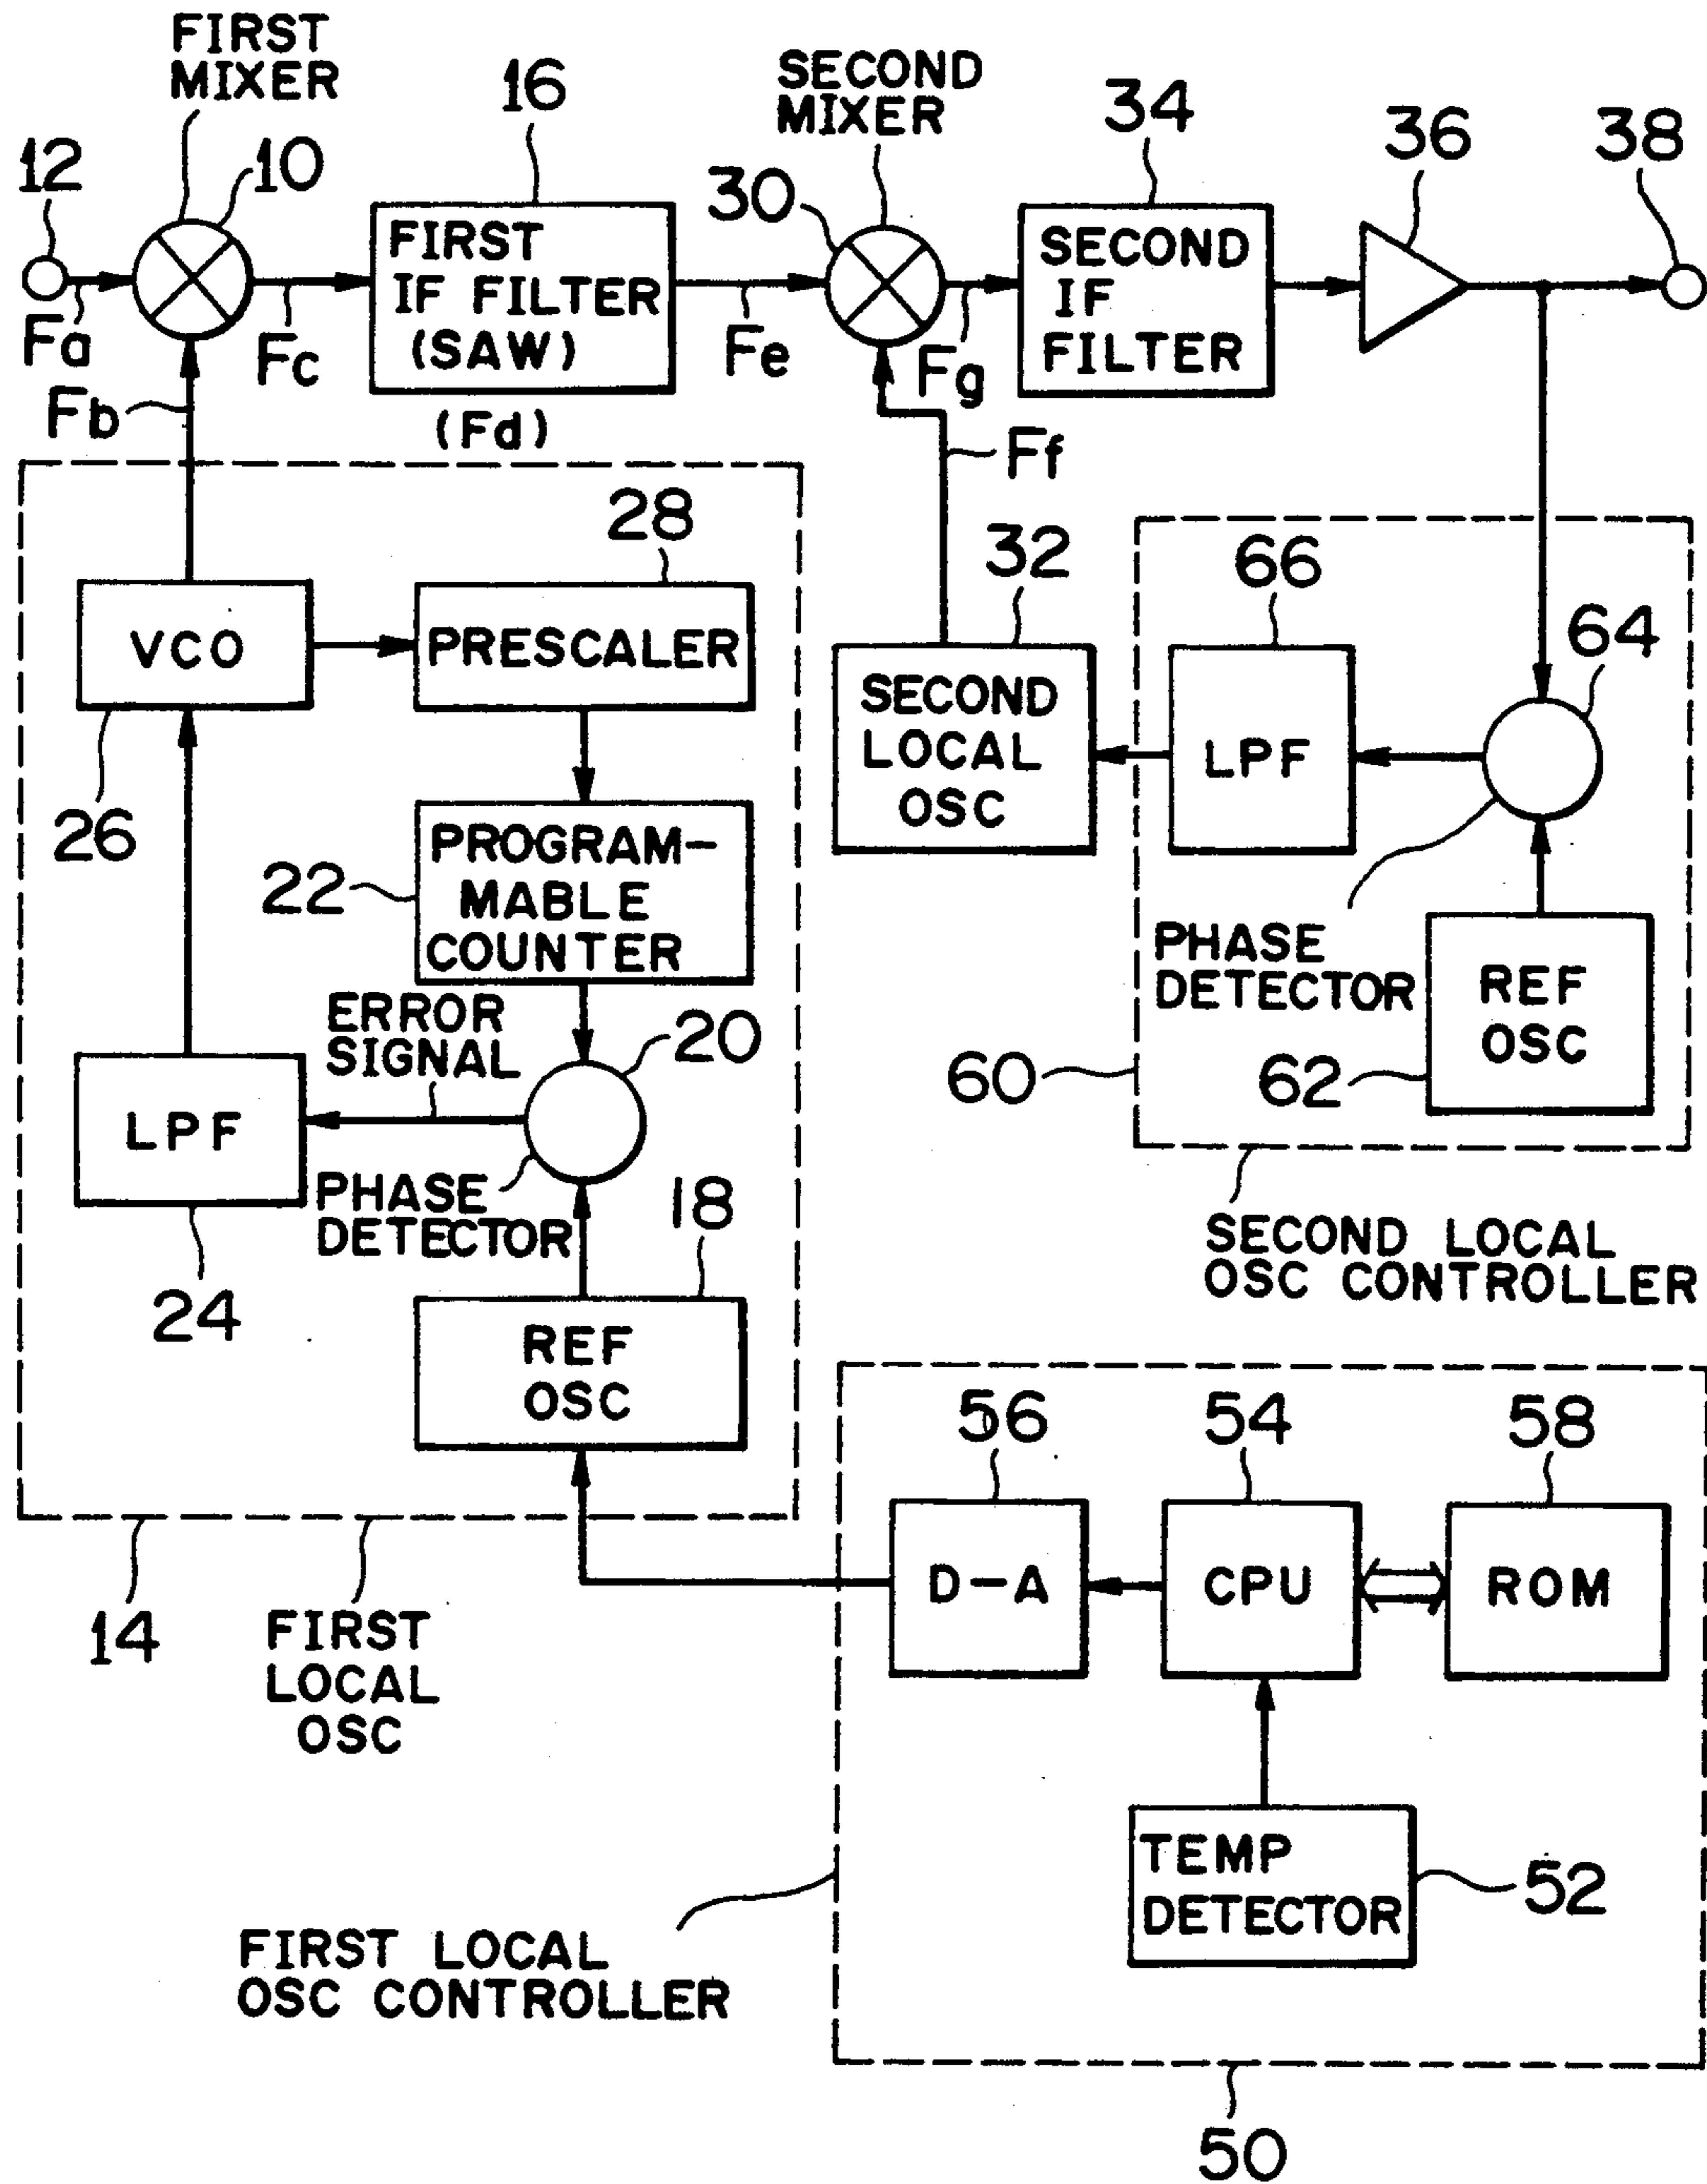 FIRST
MIXER
12
10
16
SECOND
MIXER
30
34
36
38
FIRST
IF FILTER
(SAW)
(Fd)
SECOND
IF
FILTER
Fa
Fb
Fc
Fe
Fg
Ff
28
VCO
PRESCALER
26
22
PROGRAM-
MABLE
COUNTER
ERROR
SIGNAL
20
LPF
24
PHASE
DETECTOR
18
REF
OSC
14
FIRST
LOCAL
OSC
32
SECOND
LOCAL
OSC
66
LPF
64
PHASE
DETECTOR
REF
OSC
62
60
SECOND LOCAL
OSC CONTROLLER
56
54
58
D-A
CPU
ROM
TEMP
DETECTOR
52
FIRST LOCAL
OSC CONTROLLER
50